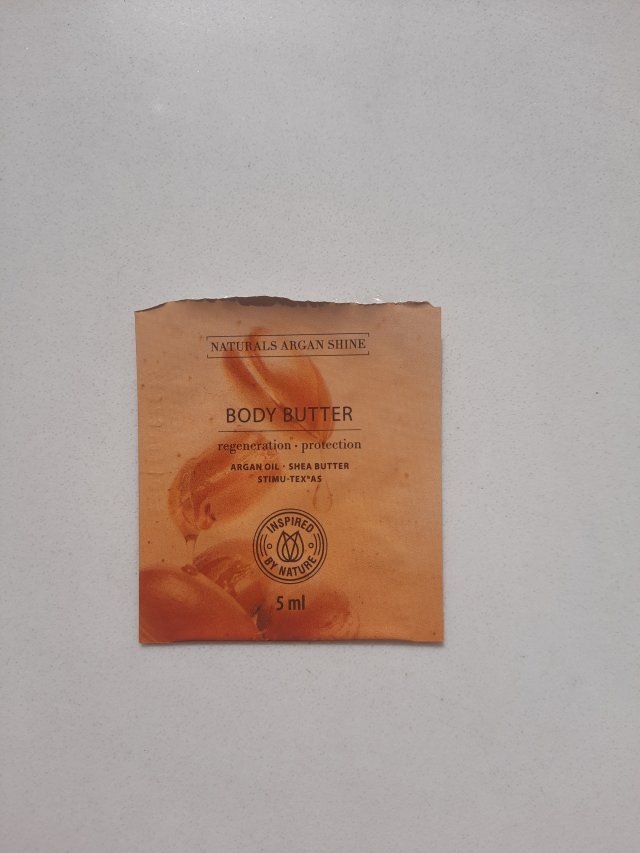 NATURALS ARGAN SHINE
BODY BUTTER
regeneration · protection
ARGAN OIL · SHEA BUTTER
STIMU-TEX®AS
INSPIRED
BY NATURE
5 ml